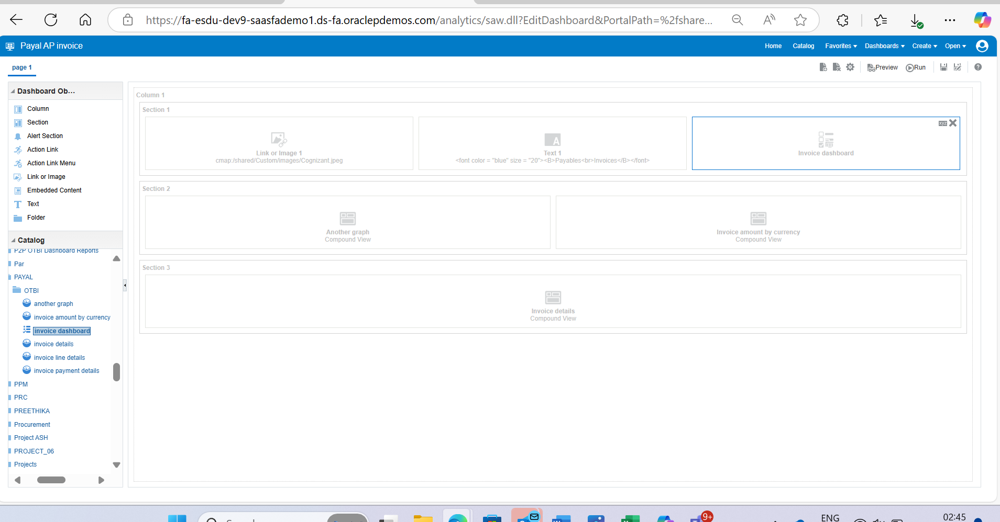 https://fa-esdu-dev9-saasfademo1.ds-fa.oraclepdemos.com/analytics/saw.dll?EditDashboard&PortalPath=%2fshare...
Payal AP invoice
Home Catalog Favorites Dashboards Create Open
page 1
Preview Run
Dashboard Ob...
Column
Section
Alert Section
Action Link
Action Link Menu
Link or Image
Embedded Content
Text
Folder
Catalog
P2P OTBI Dashboard Reports
Par
PAYAL
OTBI
another graph
invoice amount by currency
invoice dashboard
invoice details
invoice line details
invoice payment details
PPM
PRC
PREETHIKA
Procurement
Project ASH
PROJECT_06
Projects
Column 1
Section 1
Link or Image 1
cmap:/shared/Custom/images/Cognizant.jpeg
Text 1
<font color = "blue" size = "20"><B>Payables<br>Invoices</B></font>
xyz
Invoice dashboard
Section 2
Another graph
Compound View
Invoice amount by currency
Compound View
Section 3
Invoice details
Compound View
9+
ENG
02:45